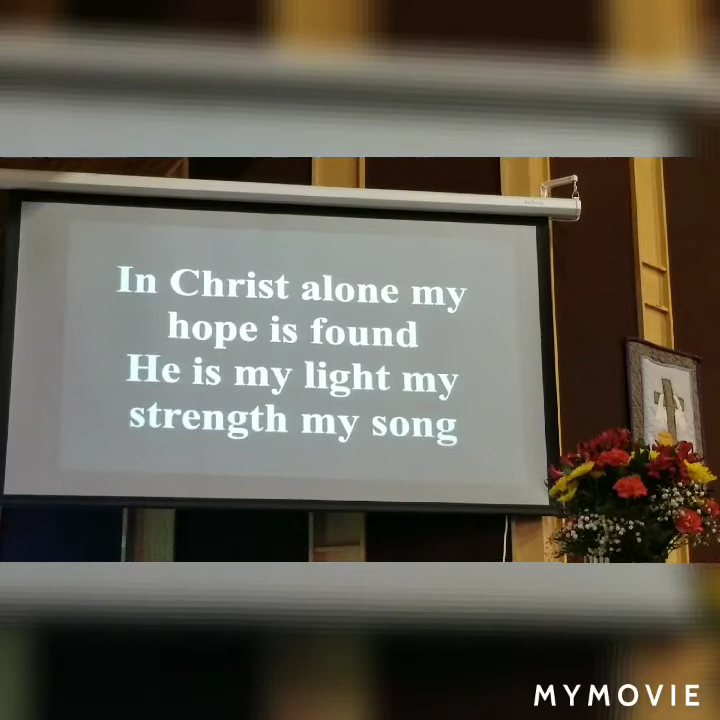 In Christ alone my
hope is found
He is my light my
strength my song
MYMOVIE